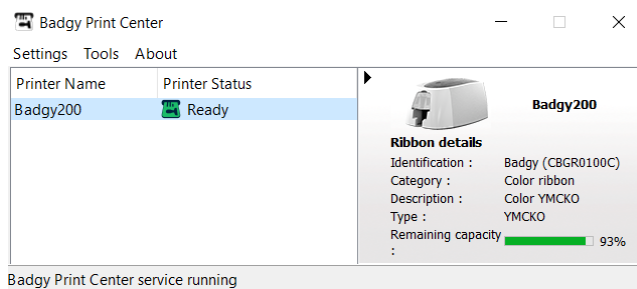 Badgy Print Center
Settings Tools About
Printer Name Printer Status
Badgy200 Ready
Badgy200
Ribbon details
Identification : Badgy (CBGR0100C)
Category : Color ribbon
Description : Color YMCKO
Type : YMCKO
Remaining capacity
: 93%
Badgy Print Center service running